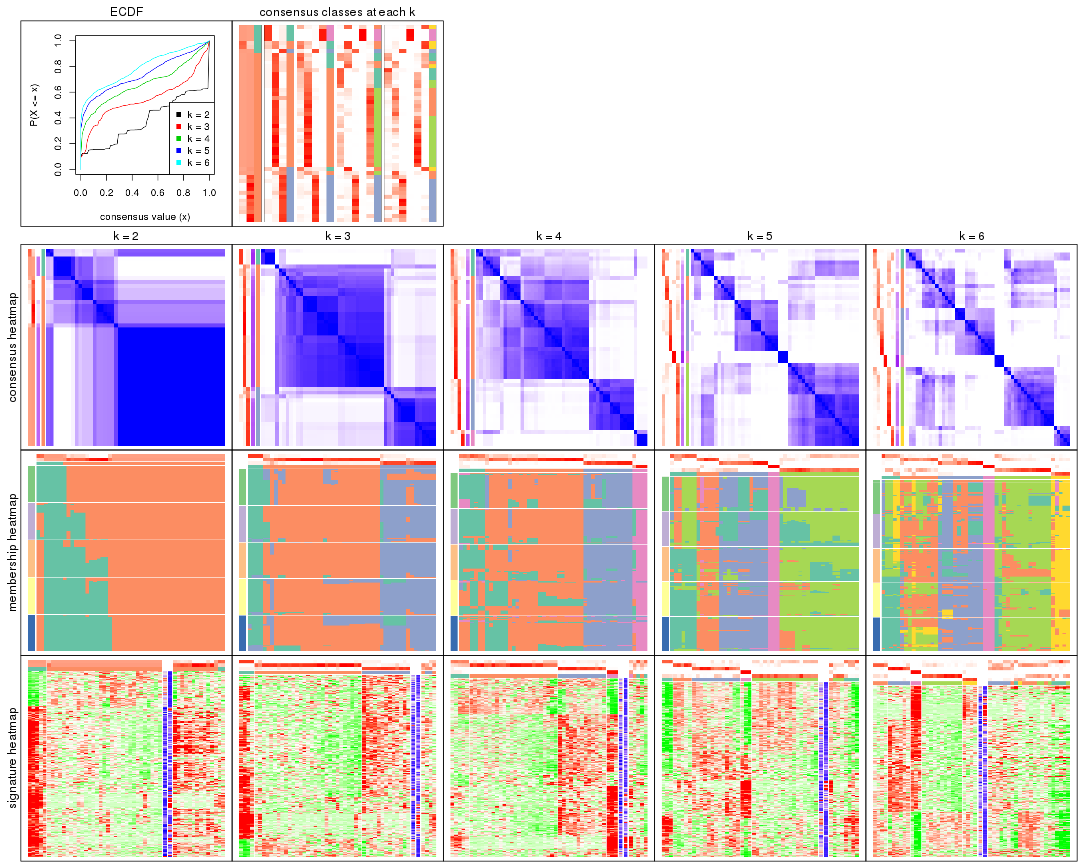 ECDF
consensus classes at each k
P(X <= x)
0.0 0.2 0.4 0.6 0.8 1.0
k = 2
k = 3
k = 4
k = 5
k = 6
0.0 0.2 0.4 0.6 0.8 1.0
consensus value (x)
k = 2
k = 3
k = 4
k = 5
k = 6
consensus heatmap
membership heatmap
signature heatmap